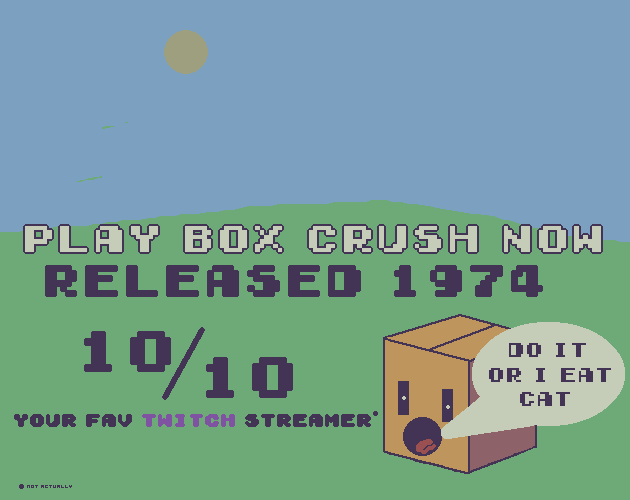 PLAY BOX CRUSH NOW
RELEASED 1974
10/10
YOUR FAV TWITCH STREAMER*
DO IT
OR I EAT
CAT
* NOT ACTUALLY